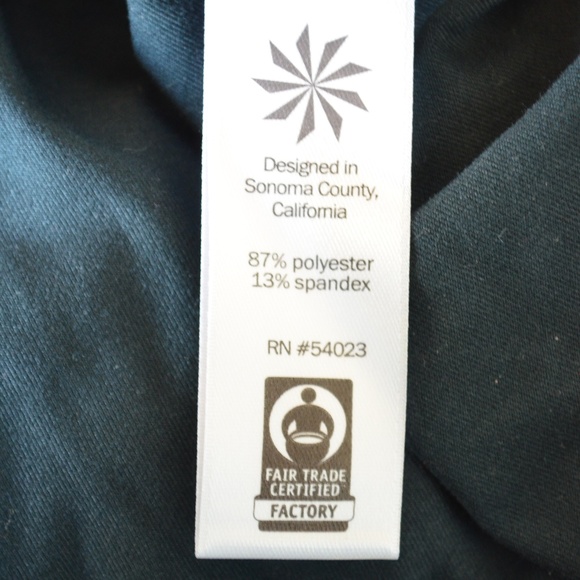 Designed in
Sonoma County,
California
87% polyester
13% spandex
RN #54023
FAIR TRADE
CERTIFIED
FACTORY